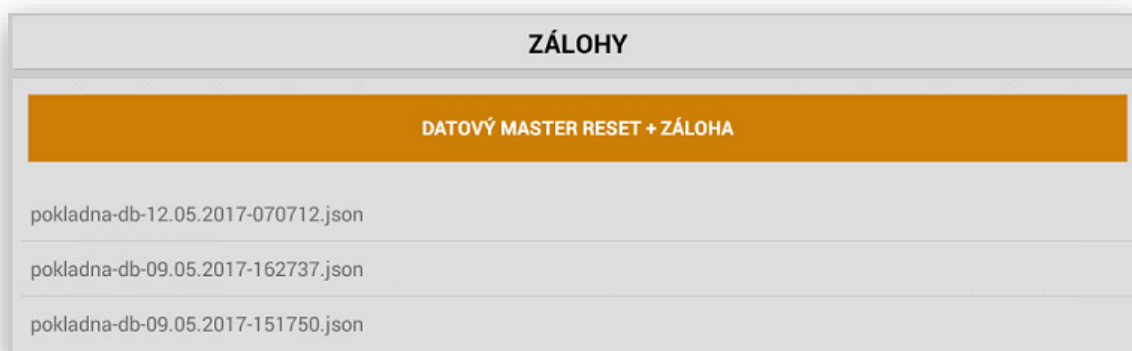 ZÁLOHY
DATOVÝ MASTER RESET + ZÁLOHA
pokladna-db-12.05.2017-070712.json
pokladna-db-09.05.2017-162737.json
pokladna-db-09.05.2017-151750.json